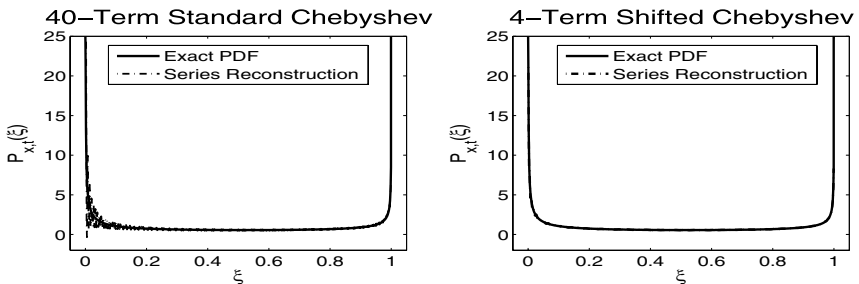 40−Term Standard Chebyshev
Exact PDF
Series Reconstruction
25
20
15
10
5
0
P_{x,t}(ξ)
0
0.2
0.4
0.6
0.8
1
ξ
4−Term Shifted Chebyshev
Exact PDF
Series Reconstruction
25
20
15
10
5
0
P_{x,t}(ξ)
0
0.2
0.4
0.6
0.8
1
ξ